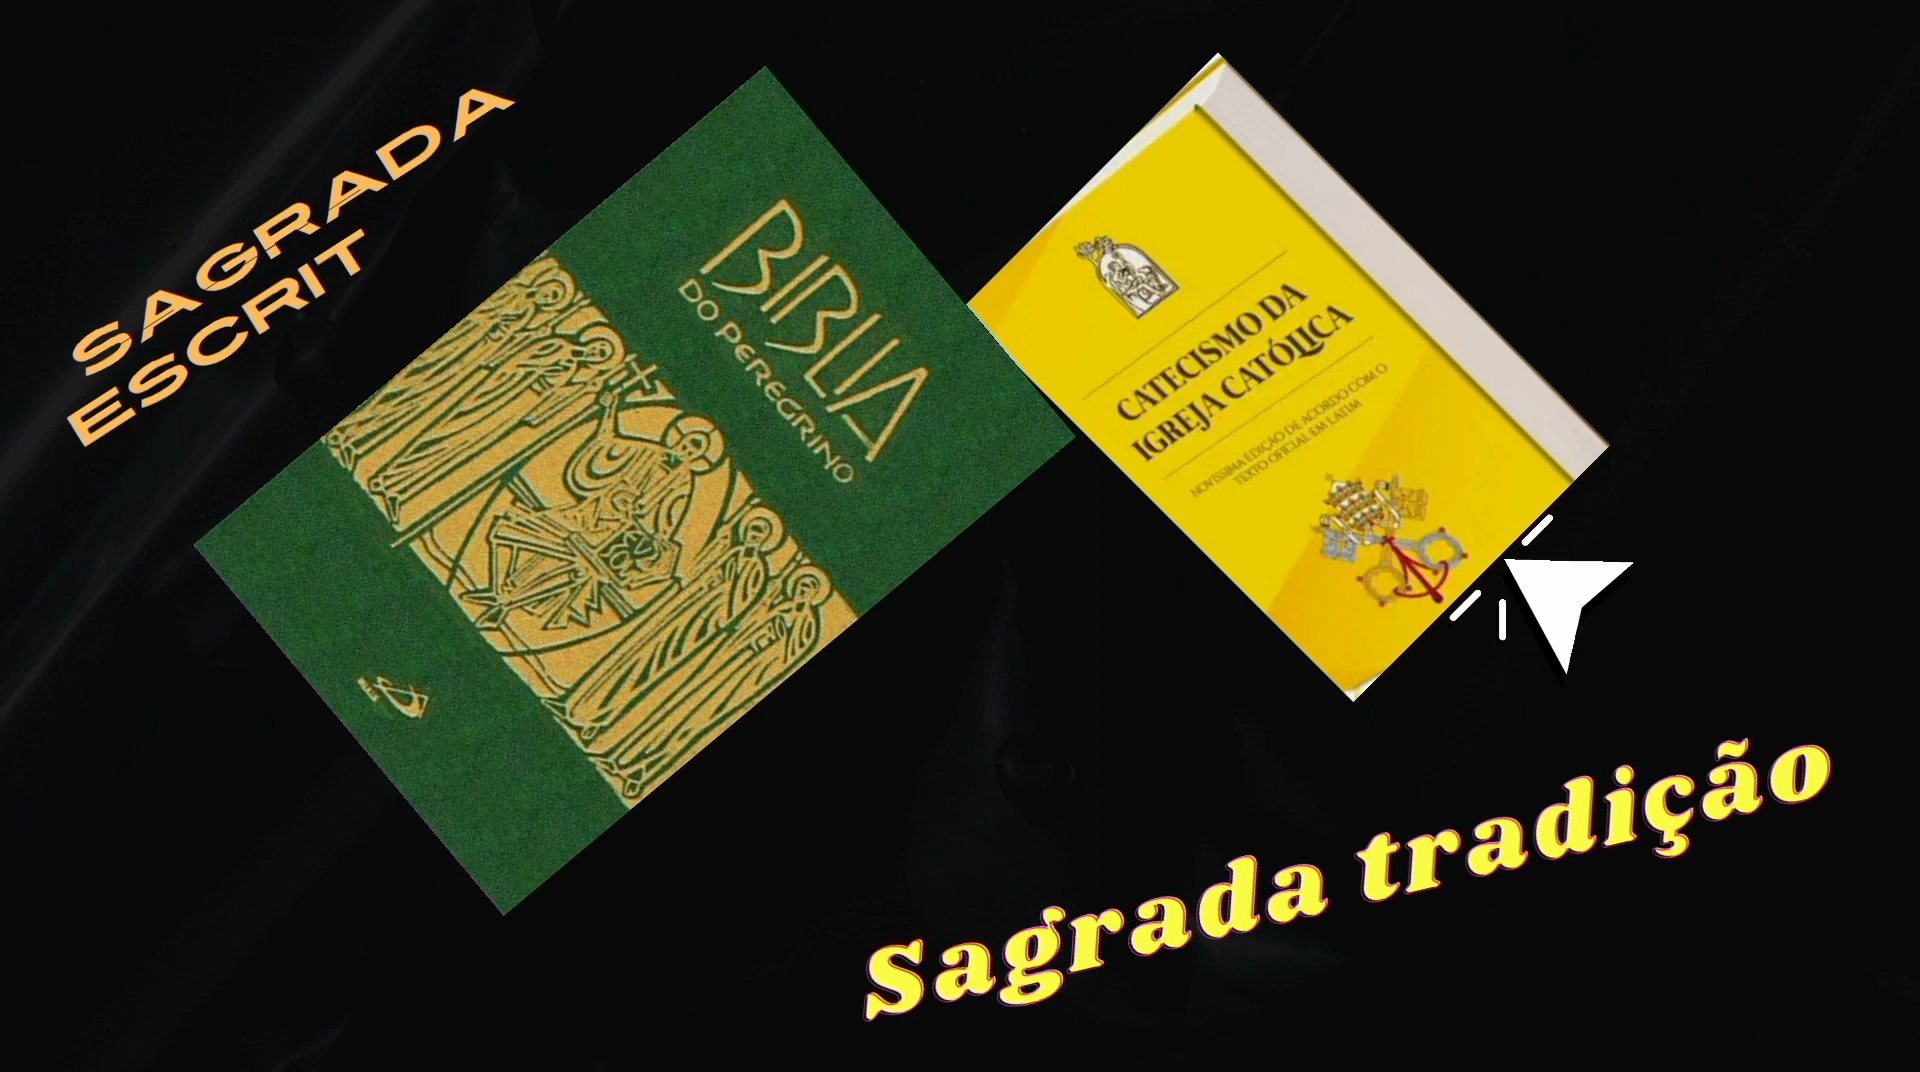 SAGRADA
ESCRIT
BIBLIA
DO PEREGRINO
CATECISMO DA
IGREJA CATÓLICA
NOVÍSSIMA EDIÇÃO DE ACORDO COM O
TEXTO OFICIAL EM LATIM
Sagrada tradição